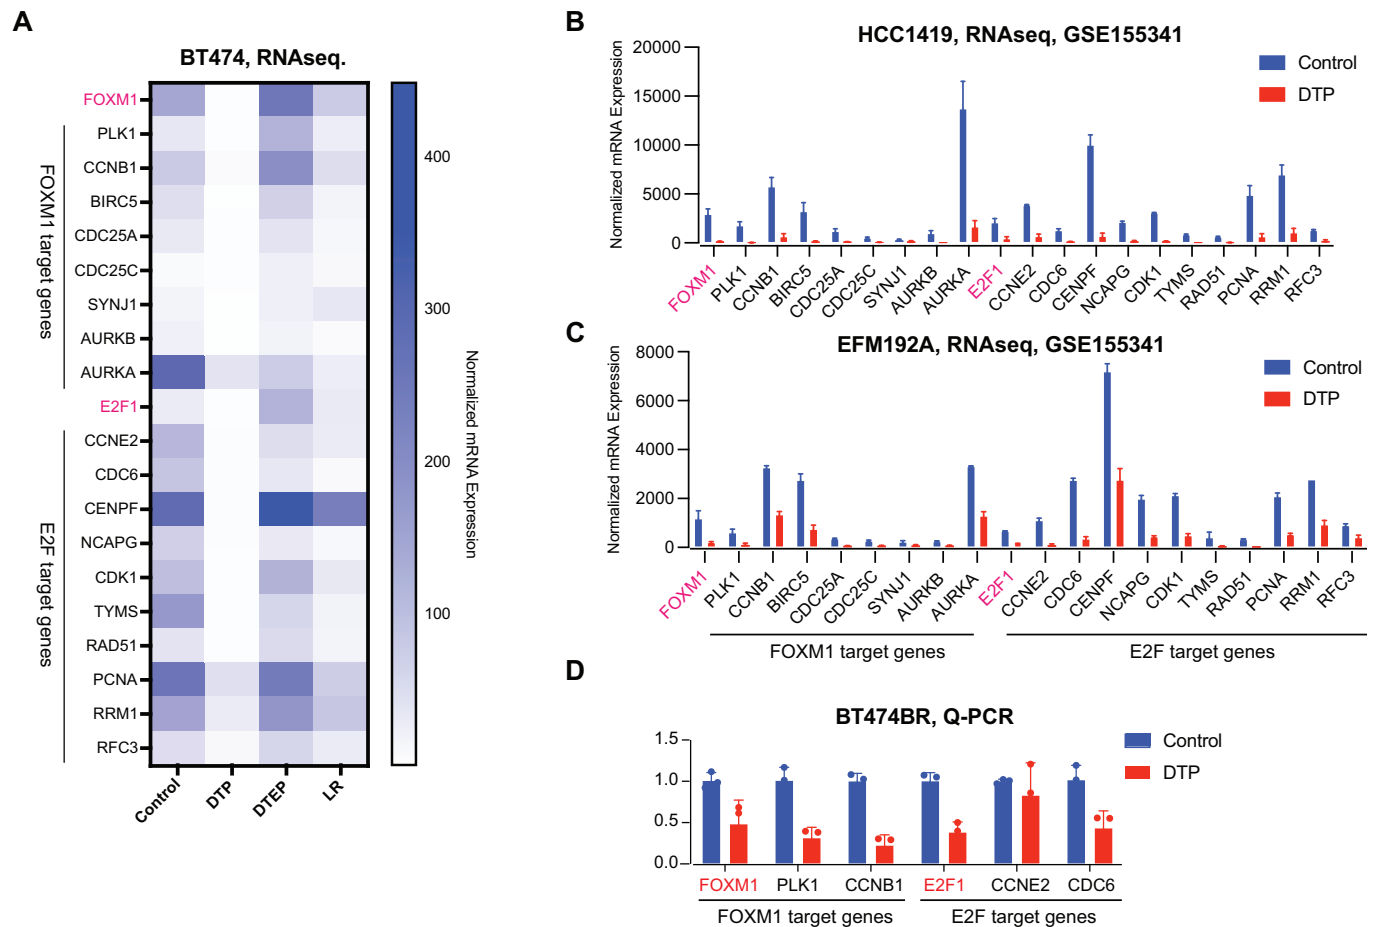 A
BT474, RNAseq.
FOXM1
PLK1
CCNB1
BIRC5
CDC25A
CDC25C
SYNJ1
AURKB
AURKA
E2F1
CCNE2
CDC6
CENPF
NCAPG
CDK1
TYMS
RAD51
PCNA
RRM1
RFC3
FOXM1 target genes
E2F target genes
Control
DTP
DTEP
LR
400
300
200
100
Normalized mRNA Expression
B
HCC1419, RNAseq, GSE155341
Normalized mRNA Expression
20000
15000
10000
5000
0
Control
DTP
FOXM1
PLK1
CCNB1
BIRC5
CDC25A
CDC25C
SYNJ1
AURKB
AURKA
E2F1
CCNE2
CDC6
CENPF
NCAPG
CDK1
TYMS
RAD51
PCNA
RRM1
RFC3
C
EFM192A, RNAseq, GSE155341
Normalized mRNA Expression
8000
6000
4000
2000
0
Control
DTP
FOXM1
PLK1
CCNB1
BIRC5
CDC25A
CDC25C
SYNJ1
AURKB
AURKA
E2F1
CCNE2
CDC6
CENPF
NCAPG
CDK1
TYMS
RAD51
PCNA
RRM1
RFC3
FOXM1 target genes
E2F target genes
D
BT474BR, Q-PCR
1.5
1.0
0.5
0.0
Control
DTP
FOXM1
PLK1
CCNB1
E2F1
CCNE2
CDC6
FOXM1 target genes
E2F target genes